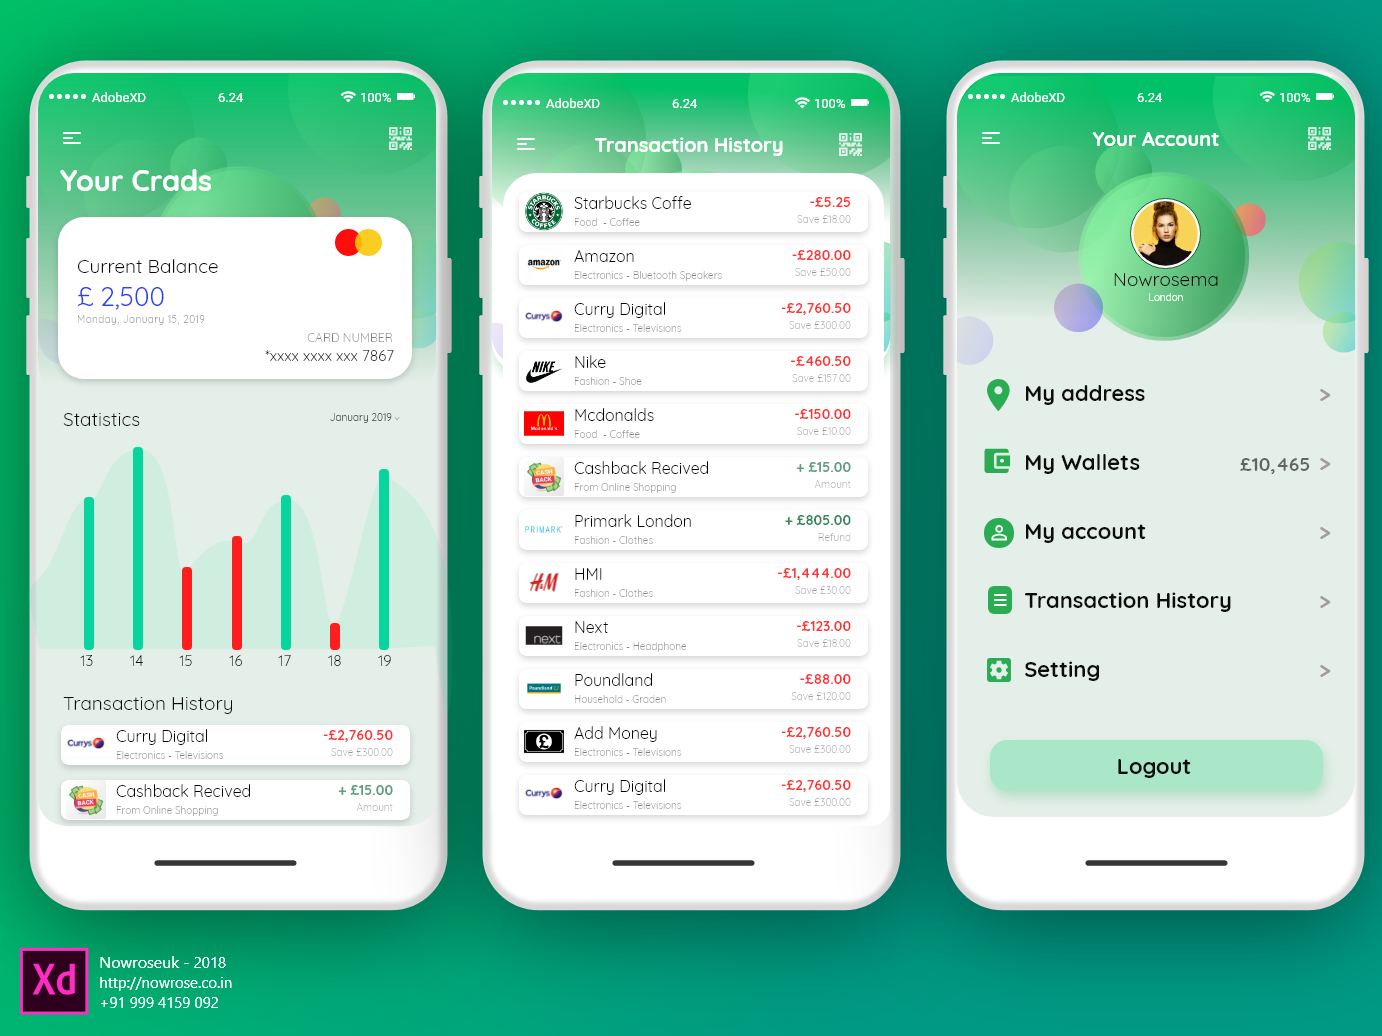 AdobeXD 6.24 100%
Your Crads
Current Balance
£ 2,500
Monday, January 15, 2019
CARD NUMBER
*xxxx xxxx xxx 7867
Statistics January 2019
13 14 15 16 17 18 19
Transaction History
Currys
Curry Digital -£2,760.50
Electronics - Televisions Save £300.00
CASH BACK
Cashback Recived + £15.00
From Online Shopping Amount
AdobeXD 6.24 100%
Transaction History
STARBUCKS COFFEE
Starbucks Coffe -£5.25
Food - Coffee Save £18.00
amazon
Amazon -£280.00
Electronics - Bluetooth Speakers Save £50.00
Currys
Curry Digital -£2,760.50
Electronics - Televisions Save £300.00
NIKE
Nike -£460.50
Fashion - Shoe Save £157.00
McDonald's
Mcdonalds -£150.00
Food - Coffee Save £10.00
CASH BACK
Cashback Recived + £15.00
From Online Shopping Amount
PRIMARK
Primark London + £805.00
Fashion - Clothes Refund
H&M
HMI -£1,444.00
Fashion - Clothes Save £30.00
next
Next -£123.00
Electronics - Headphone Save £18.00
Poundland
Poundland -£88.00
Household - Graden Save £120.00
£
Add Money -£2,760.50
Electronics - Televisions Save £300.00
Currys
Curry Digital -£2,760.50
Electronics - Televisions Save £300.00
AdobeXD 6.24 100%
Your Account
Nowrosema
London
My address
My Wallets £10,465
My account
Transaction History
Setting
Logout
Xd
Nowroseuk - 2018
http://nowrose.co.in
+91 999 4159 092